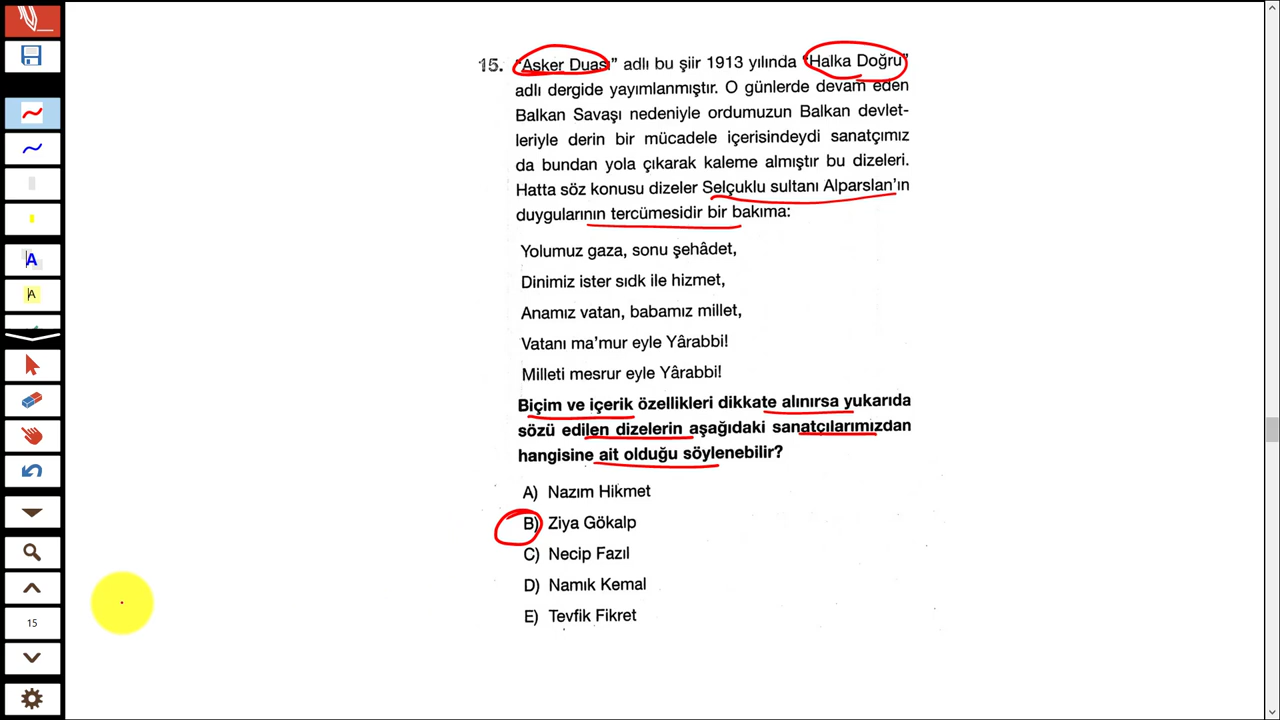 15. "Asker Duası" adlı bu şiir 1913 yılında "Halka Doğru"
adlı dergide yayımlanmıştır. O günlerde devam eden
Balkan Savaşı nedeniyle ordumuzun Balkan devlet-
leriyle derin bir mücadele içerisindeydi sanatçımız
da bundan yola çıkarak kaleme almıştır bu dizeleri.
Hatta söz konusu dizeler Selçuklu sultanı Alparslan'ın
duygularının tercümesidir bir bakıma:
Yolumuz gaza, sonu şehâdet,
Dinimiz ister sıdk ile hizmet,
Anamız vatan, babamız millet,
Vatanı ma'mur eyle Yârabbi!
Milleti mesrur eyle Yârabbi!
Biçim ve içerik özellikleri dikkate alınırsa yukarıda
sözü edilen dizelerin aşağıdaki sanatçılarımızdan
hangisine ait olduğu söylenebilir?
A) Nazım Hikmet
B) Ziya Gökalp
C) Necip Fazıl
D) Namık Kemal
E) Tevfik Fikret
A
A
15